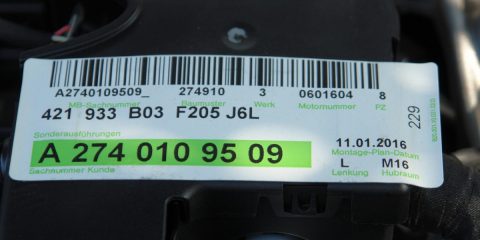 A2740109509_ 274910 3 0601604 8
MB-Sachnummer Baumuster Werk Motornummer PZ
421 933 B03 F205 J6L
Sonderausführungen
229
A 274 010 95 09
11.01.2016
Montage-Plan-Datum
L M16
Sachnummer Kunde Lenkung Hubraum